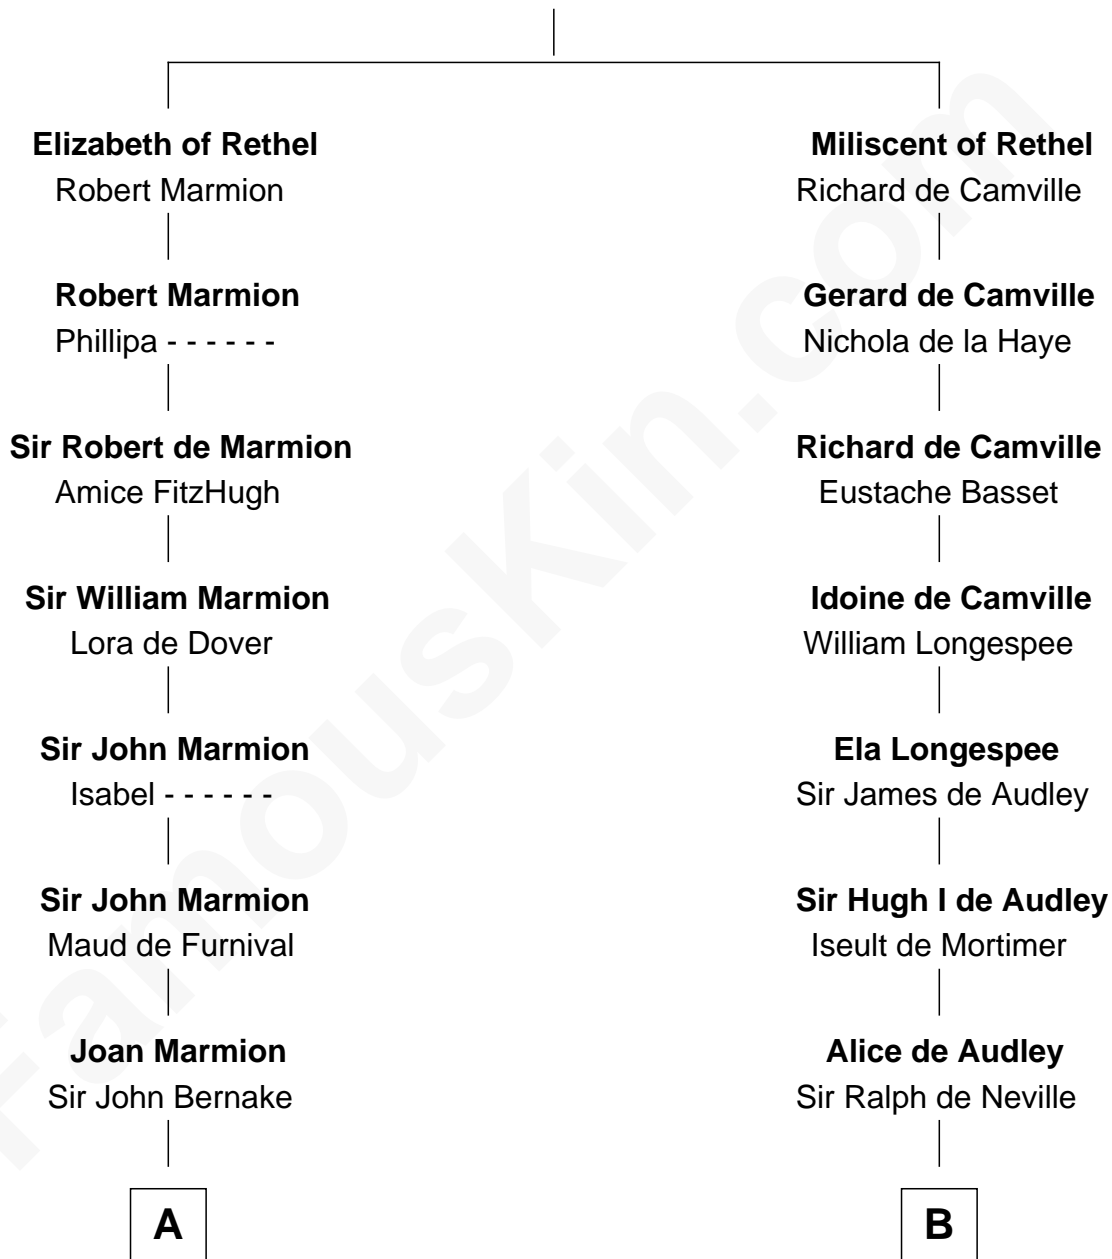 Elizabeth of Rethel
Robert Marmion
Robert Marmion
Phillipa - - - - - -
Sir Robert de Marmion
Amice FitzHugh
Sir William Marmion
Lora de Dover
Sir John Marmion
Isabel - - - - - -
Sir John Marmion
Maud de Furnival
Joan Marmion
Sir John Bernake
A
Miliscent of Rethel
Richard de Camville
Gerard de Camville
Nichola de la Haye
Richard de Camville
Eustache Basset
Idoine de Camville
William Longespee
Ela Longespee
Sir James de Audley
Sir Hugh I de Audley
Iseult de Mortimer
Alice de Audley
Sir Ralph de Neville
B
FamousKin.com